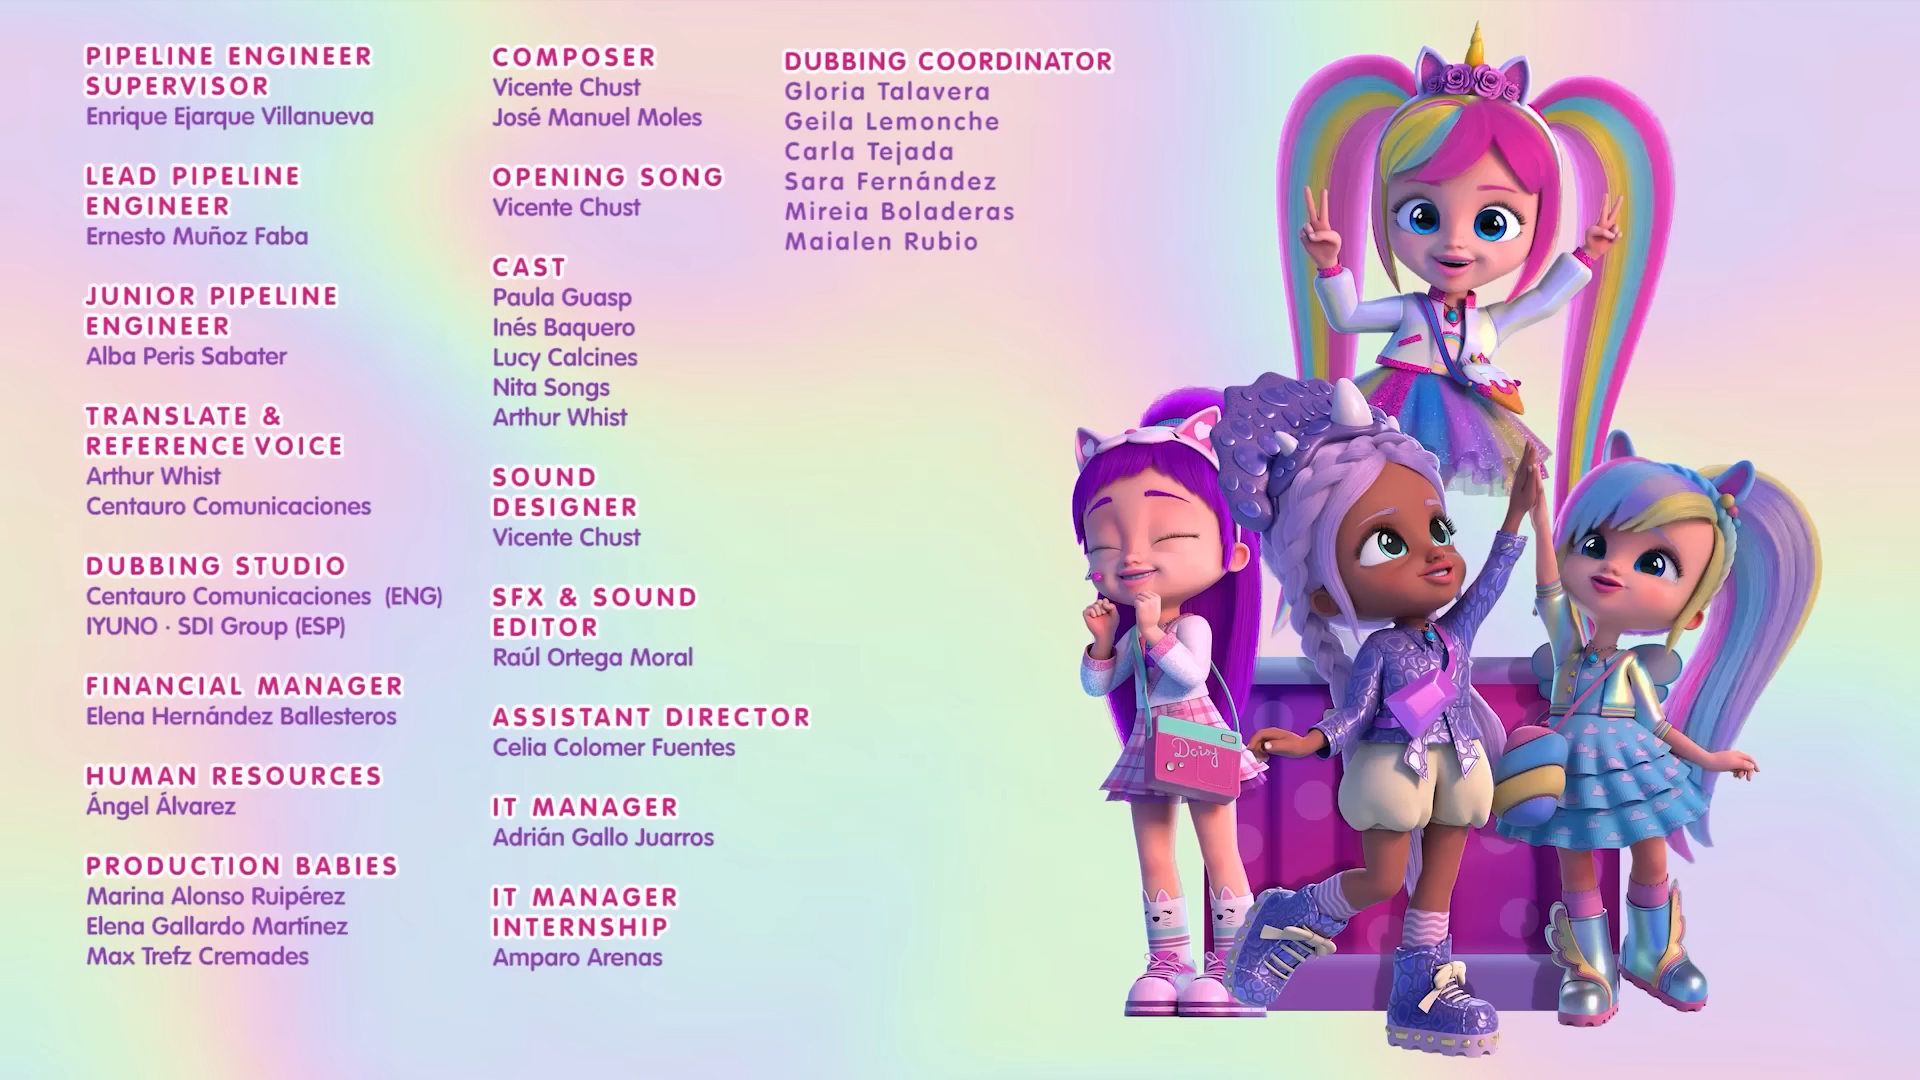 PIPELINE ENGINEER
SUPERVISOR
Enrique Ejarque Villanueva
LEAD PIPELINE
ENGINEER
Ernesto Muñoz Faba
JUNIOR PIPELINE
ENGINEER
Alba Peris Sabater
TRANSLATE &
REFERENCE VOICE
Arthur Whist
Centauro Comunicaciones
DUBBING STUDIO
Centauro Comunicaciones (ENG)
IYUNO · SDI Group (ESP)
FINANCIAL MANAGER
Elena Hernández Ballesteros
HUMAN RESOURCES
Ángel Álvarez
PRODUCTION BABIES
Marina Alonso Ruipérez
Elena Gallardo Martínez
Max Trefz Cremades
COMPOSER
Vicente Chust
José Manuel Moles
OPENING SONG
Vicente Chust
CAST
Paula Guasp
Inés Baquero
Lucy Calcines
Nita Songs
Arthur Whist
SOUND
DESIGNER
Vicente Chust
SFX & SOUND
EDITOR
Raúl Ortega Moral
ASSISTANT DIRECTOR
Celia Colomer Fuentes
IT MANAGER
Adrián Gallo Juarros
IT MANAGER
INTERNSHIP
Amparo Arenas
DUBBING COORDINATOR
Gloria Talavera
Geila Lemonche
Carla Tejada
Sara Fernández
Mireia Boladeras
Maialen Rubio
Daisy